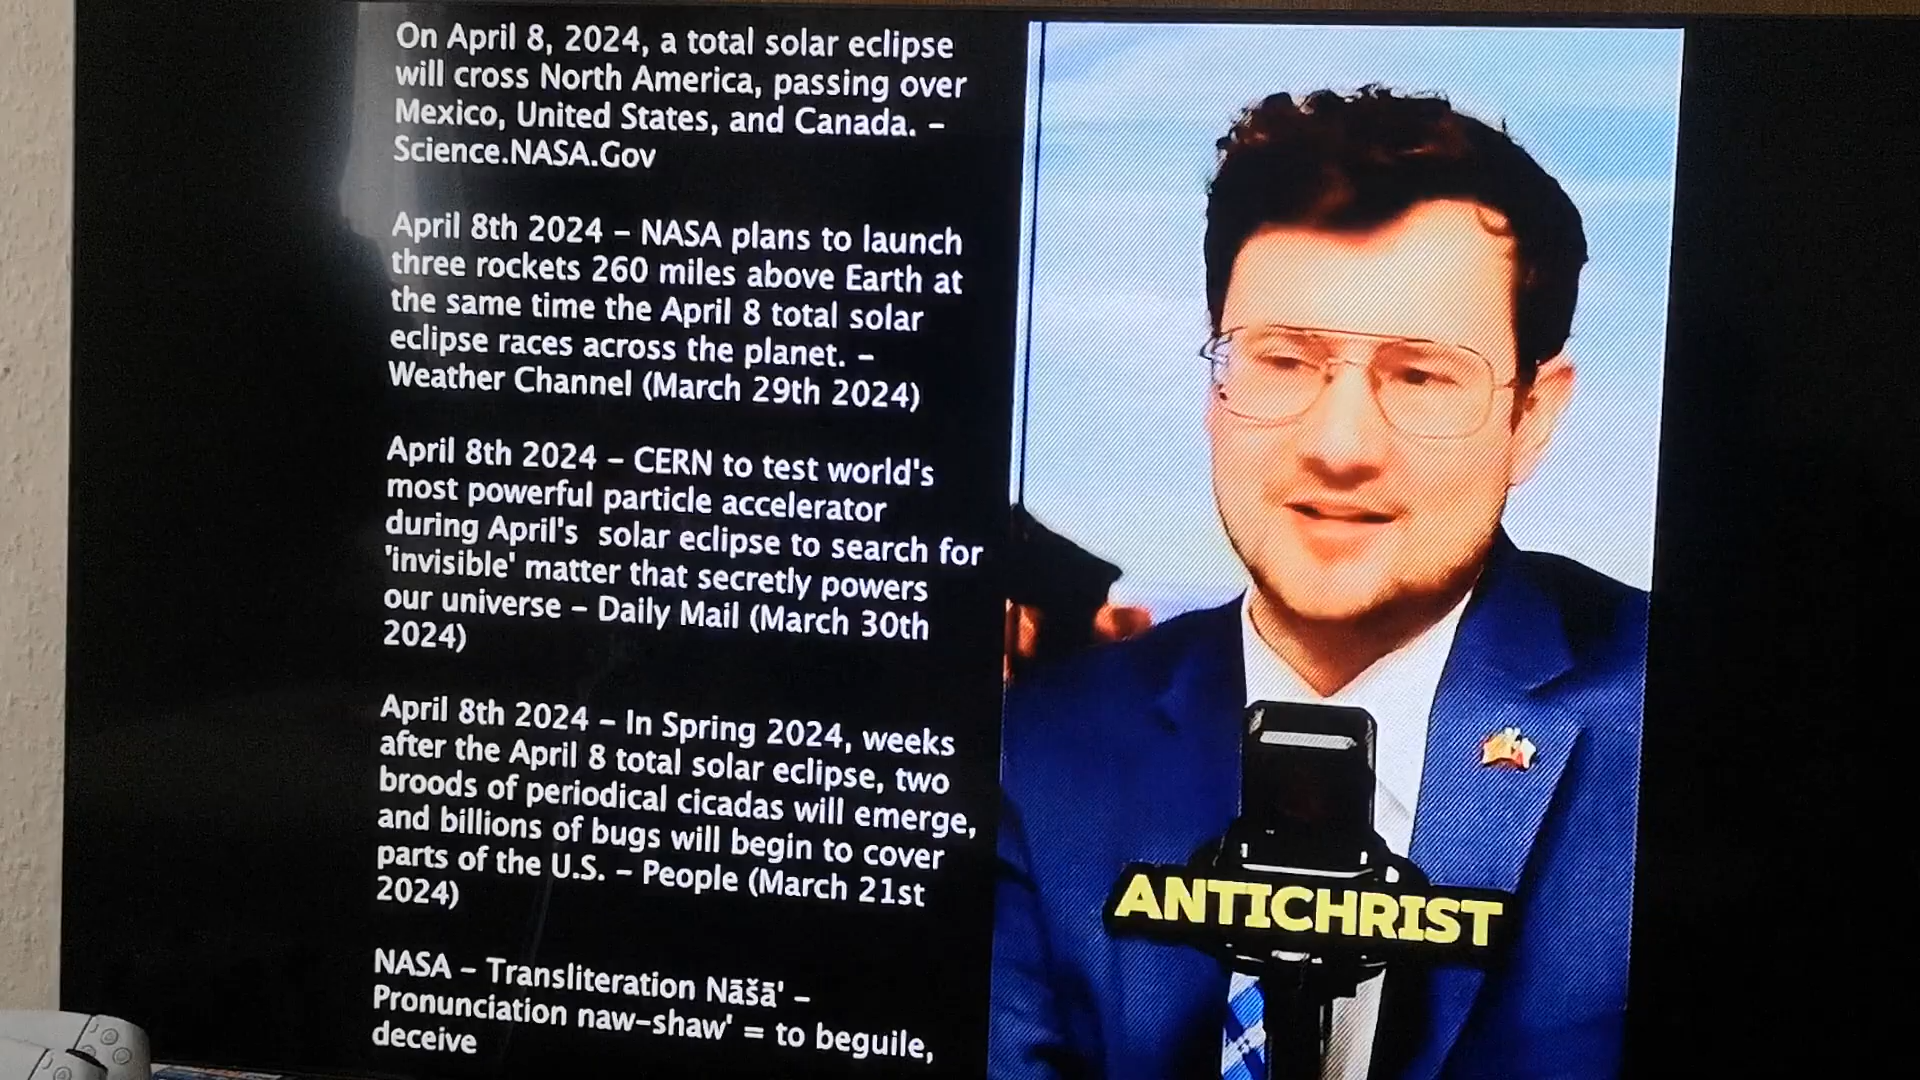 On April 8, 2024, a total solar eclipse
will cross North America, passing over
Mexico, United States, and Canada. –
Science.NASA.Gov
April 8th 2024 – NASA plans to launch
three rockets 260 miles above Earth at
the same time the April 8 total solar
eclipse races across the planet. –
Weather Channel (March 29th 2024)
April 8th 2024 – CERN to test world's
most powerful particle accelerator
during April's  solar eclipse to search for
'invisible' matter that secretly powers
our universe – Daily Mail (March 30th
2024)
April 8th 2024 – In Spring 2024, weeks
after the April 8 total solar eclipse, two
broods of periodical cicadas will emerge,
and billions of bugs will begin to cover
parts of the U.S. – People (March 21st
2024)
NASA – Transliteration Nāšā' –
Pronunciation naw-shaw' = to beguile,
deceive
ANTICHRIST